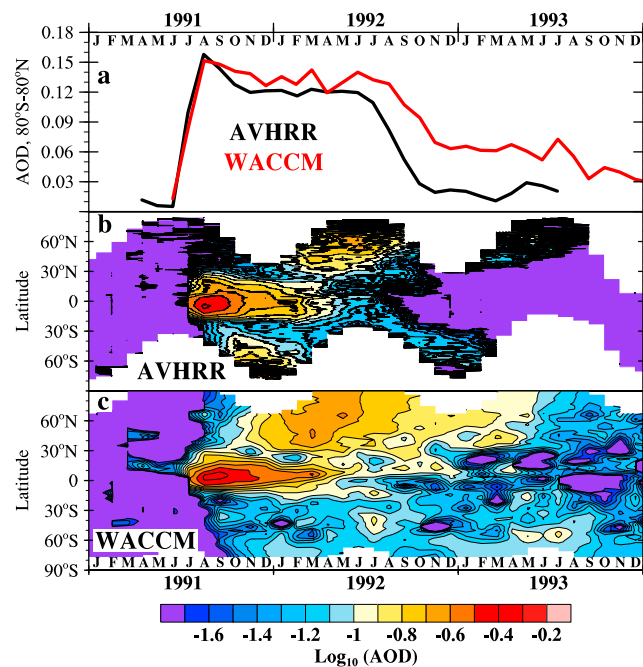 1991 1992 1993
0.18
J F M A M J J A S O N D J F M A M J J A S O N D J F M A M J J A S O N D
a
0.15
0.12
0.09
0.06
0.03
AOD, 80°S-80°N
AVHRR
WACCM
b
60°N
30°N
0
30°S
60°S
Latitude
AVHRR
c
60°N
30°N
0
30°S
60°S
90°S
Latitude
WACCM
J F M A M J J A S O N D J F M A M J J A S O N D J F M A M J J A S O N D
1991 1992 1993
-1.6 -1.4 -1.2 -1 -0.8 -0.6 -0.4 -0.2
Log10 (AOD)